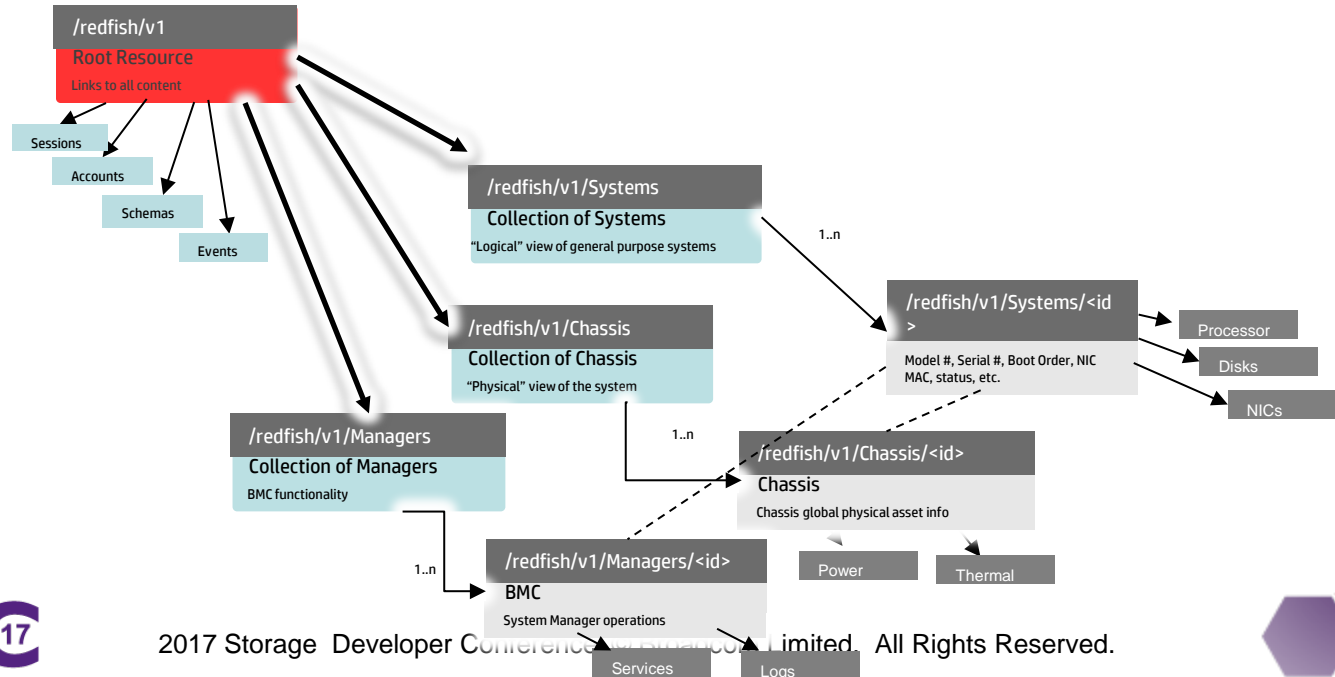 /redfish/v1
Root Resource
Links to all content
Sessions
Accounts
Schemas
Events
/redfish/v1/Systems
Collection of Systems
"Logical" view of general purpose systems
1..n
/redfish/v1/Systems/<id
>
Model #, Serial #, Boot Order, NIC
MAC, status, etc.
Processor
Disks
NICs
/redfish/v1/Chassis
Collection of Chassis
"Physical" view of the system
1..n
/redfish/v1/Chassis/<id>
Chassis
Chassis global physical asset info
Power
Thermal
/redfish/v1/Managers
Collection of Managers
BMC functionality
1..n
/redfish/v1/Managers/<id>
BMC
System Manager operations
Services
Logs
17
2017 Storage Developer Conference © Broadcom Limited. All Rights Reserved.